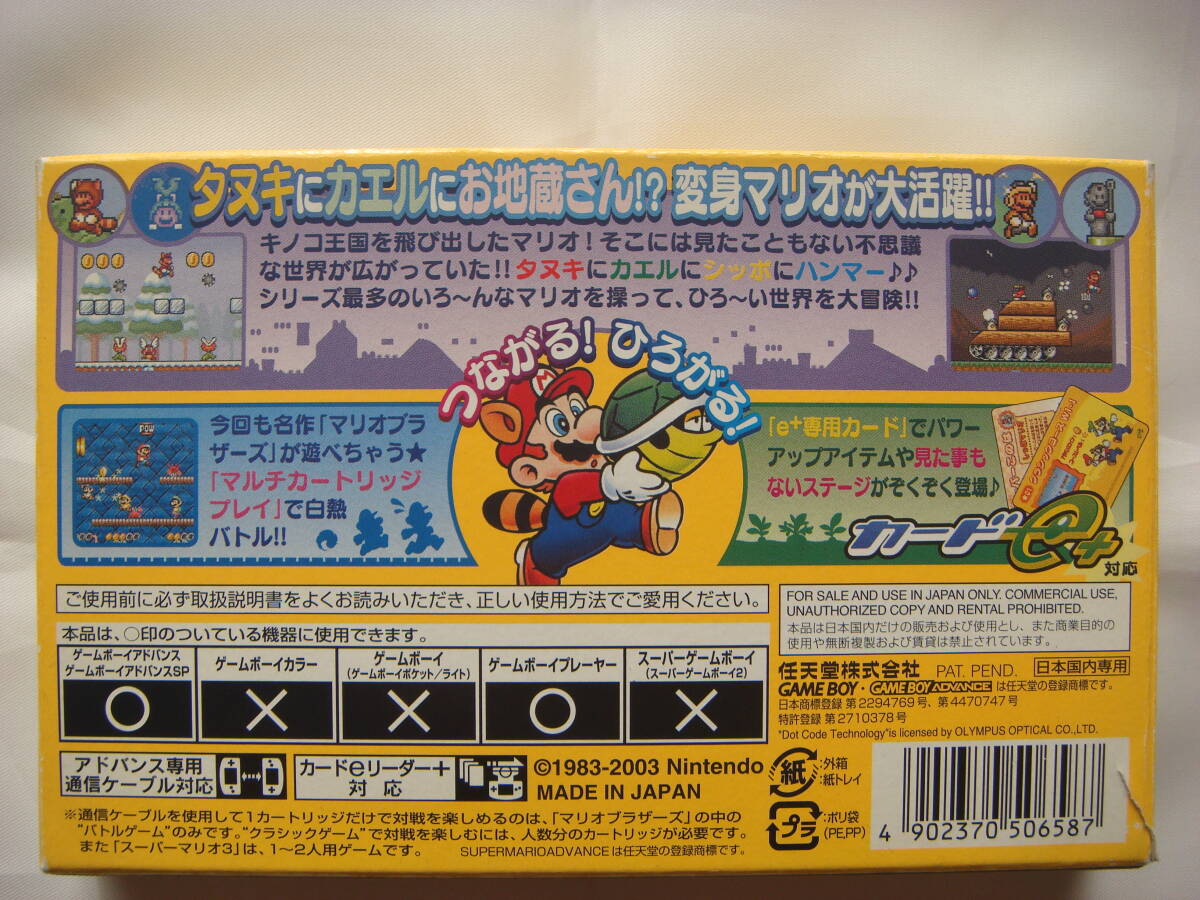 タヌキにカエルにお地蔵さん!? 変身マリオが大活躍!!
キノコ王国を飛び出したマリオ！そこには見たこともない不思議
な世界が広がっていた!! タヌキにカエルにシッポにハンマー♪♪
シリーズ最多のいろ〜んなマリオを操って、ひろ〜い世界を大冒険!!
つながる！ひろがる！
今回も名作「マリオブラ
ザーズ」が遊べちゃう★
「マルチカートリッジ
プレイ」で白熱
バトル!!
POW
「e+専用カード」でパワー
アップアイテムや見た事も
ないステージがぞくぞく登場♪
カードe+
対応
ご使用前に必ず取扱説明書をよくお読みいただき、正しい使用方法でご愛用ください。
本品は、○印のついている機器に使用できます。
ゲームボーイアドバンス
ゲームボーイアドバンスSP
○
ゲームボーイカラー
×
ゲームボーイ
(ゲームボーイポケット/ライト)
×
ゲームボーイプレーヤー
○
スーパーゲームボーイ
(スーパーゲームボーイ2)
×
アドバンス専用
通信ケーブル対応
カードeリーダー+
対応
©1983-2003 Nintendo
MADE IN JAPAN
※通信ケーブルを使用して1カートリッジだけで対戦を楽しめるのは、「マリオブラザーズ」の中の
"バトルゲーム"のみです。"クラシックゲーム"で対戦を楽しむには、人数分のカートリッジが必要です。
また「スーパーマリオ3」は、1〜2人用ゲームです。 SUPERMARIOADVANCEは任天堂の登録商標です。
FOR SALE AND USE IN JAPAN ONLY. COMMERCIAL USE,
UNAUTHORIZED COPY AND RENTAL PROHIBITED.
本品は日本国内だけの販売および使用とし、また商業目的の
使用や無断複製および賃貸は禁止されています。
任天堂株式会社 PAT. PEND. 日本国内専用
GAME BOY・GAME BOY ADVANCE は任天堂の登録商標です。
日本商標登録 第2294769号、第4470747号
特許登録 第2710378号
"Dot Code Technology"is licensed by OLYMPUS OPTICAL CO.,LTD.
紙 :外箱
紙トレイ
プラ :ポリ袋
(PE,PP)
4 902370 506587